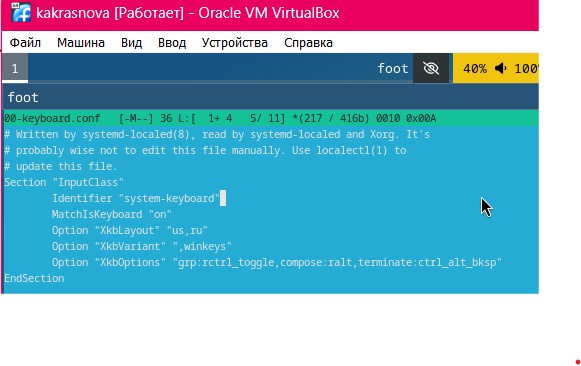 kakrasnova [Работает] - Oracle VM VirtualBox
Файл Машина Вид Ввод Устройства Справка
1 foot 40% 100%
foot
00-keyboard.conf [-M--] 36 L:[ 1+ 4 5/ 11] *(217 / 416b) 0010 0x00A
# Written by systemd-localed(8), read by systemd-localed and Xorg. It's
# probably wise not to edit this file manually. Use localectl(1) to
# update this file.
Section "InputClass"
        Identifier "system-keyboard"
        MatchIsKeyboard "on"
        Option "XkbLayout" "us,ru"
        Option "XkbVariant" ",winkeys"
        Option "XkbOptions" "grp:rctrl_toggle,compose:ralt,terminate:ctrl_alt_bksp"
EndSection